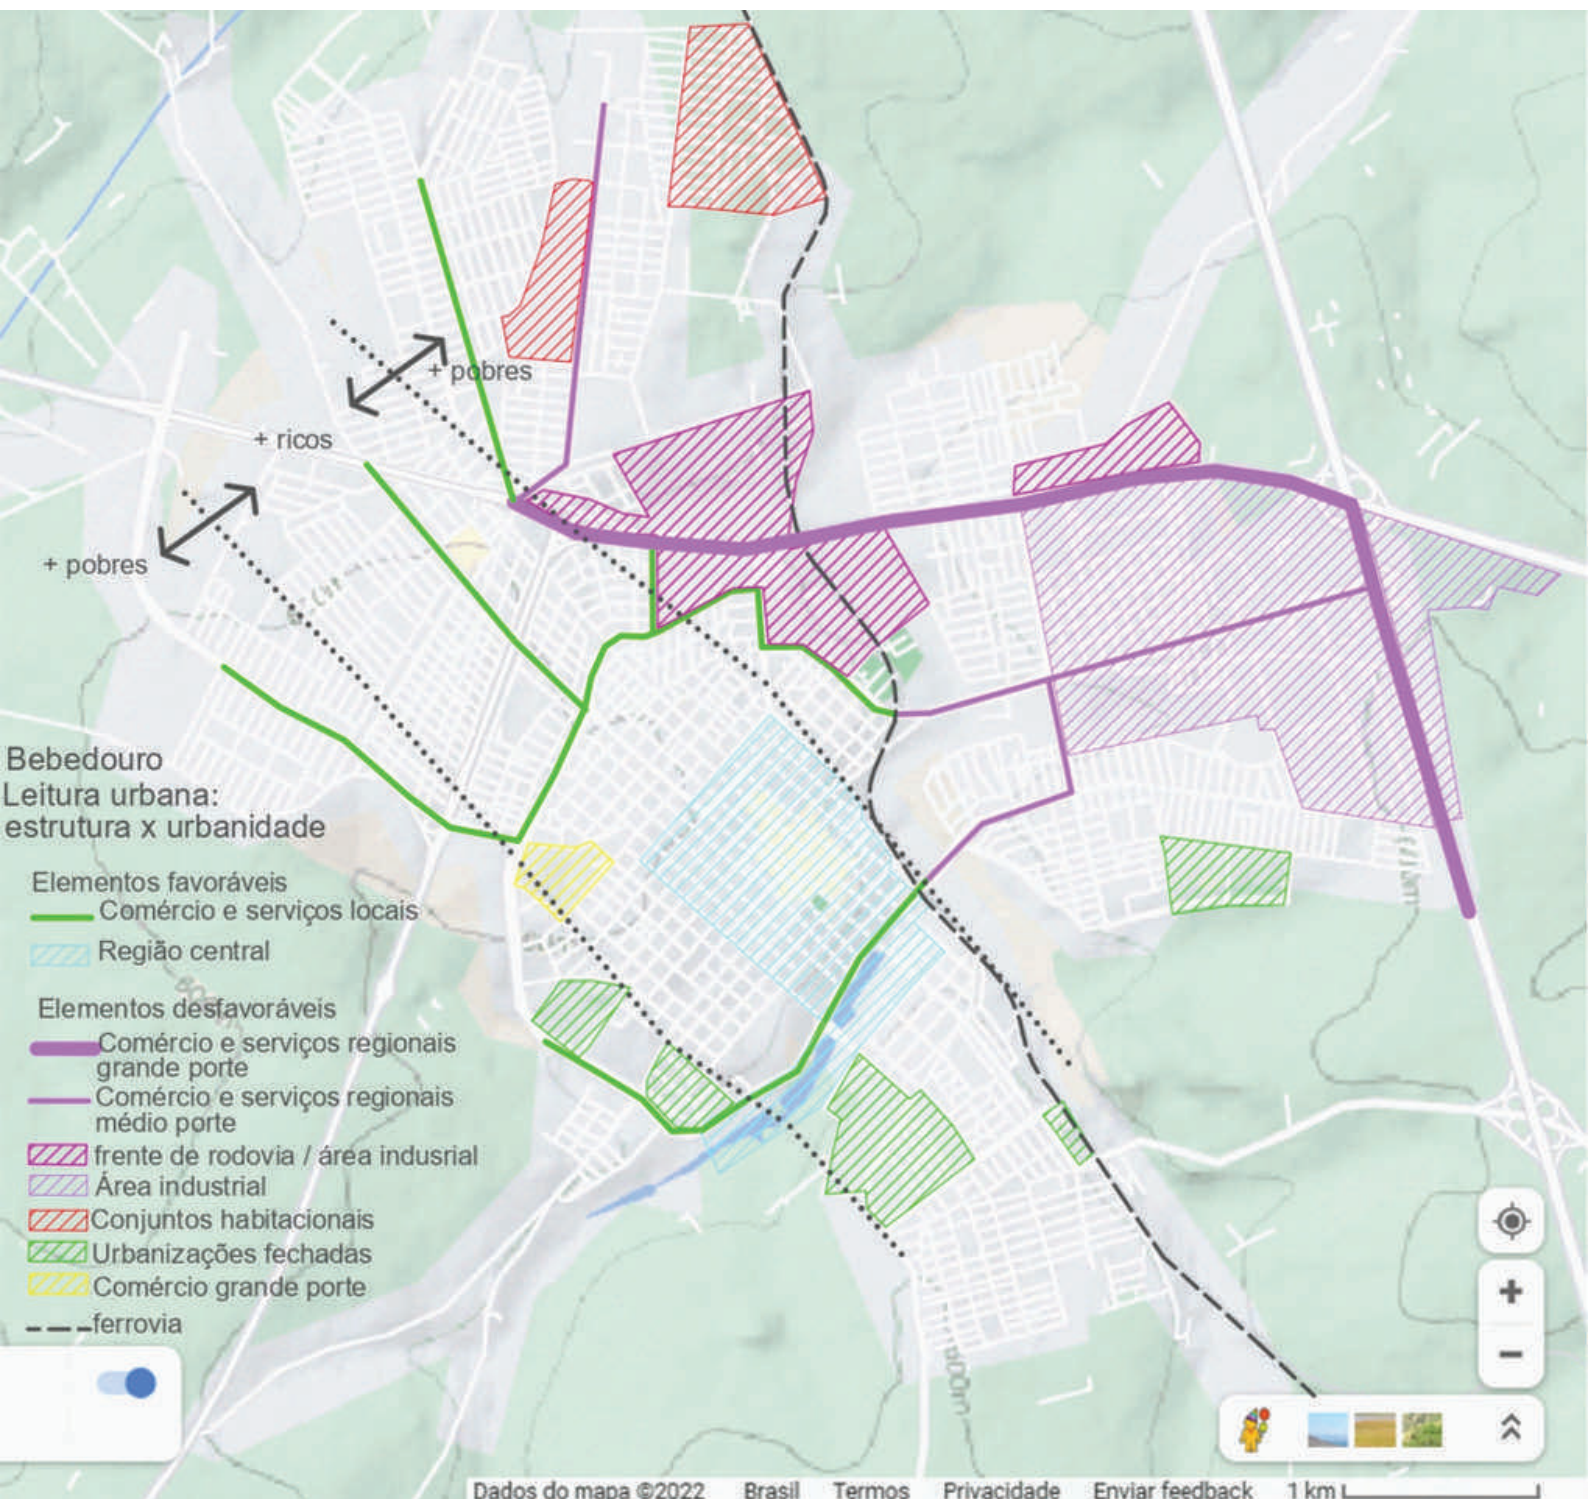 + pobres
+ ricos
+ pobres
Bebedouro
Leitura urbana:
estrutura x urbanidade
Elementos favoráveis
Comércio e serviços locais
Região central
Elementos desfavoráveis
Comércio e serviços regionais
grande porte
Comércio e serviços regionais
médio porte
frente de rodovia / área indusrial
Área industrial
Conjuntos habitacionais
Urbanizações fechadas
Comércio grande porte
ferrovia
Dados do mapa ©2022 Brasil Termos Privacidade Enviar feedback 1 km